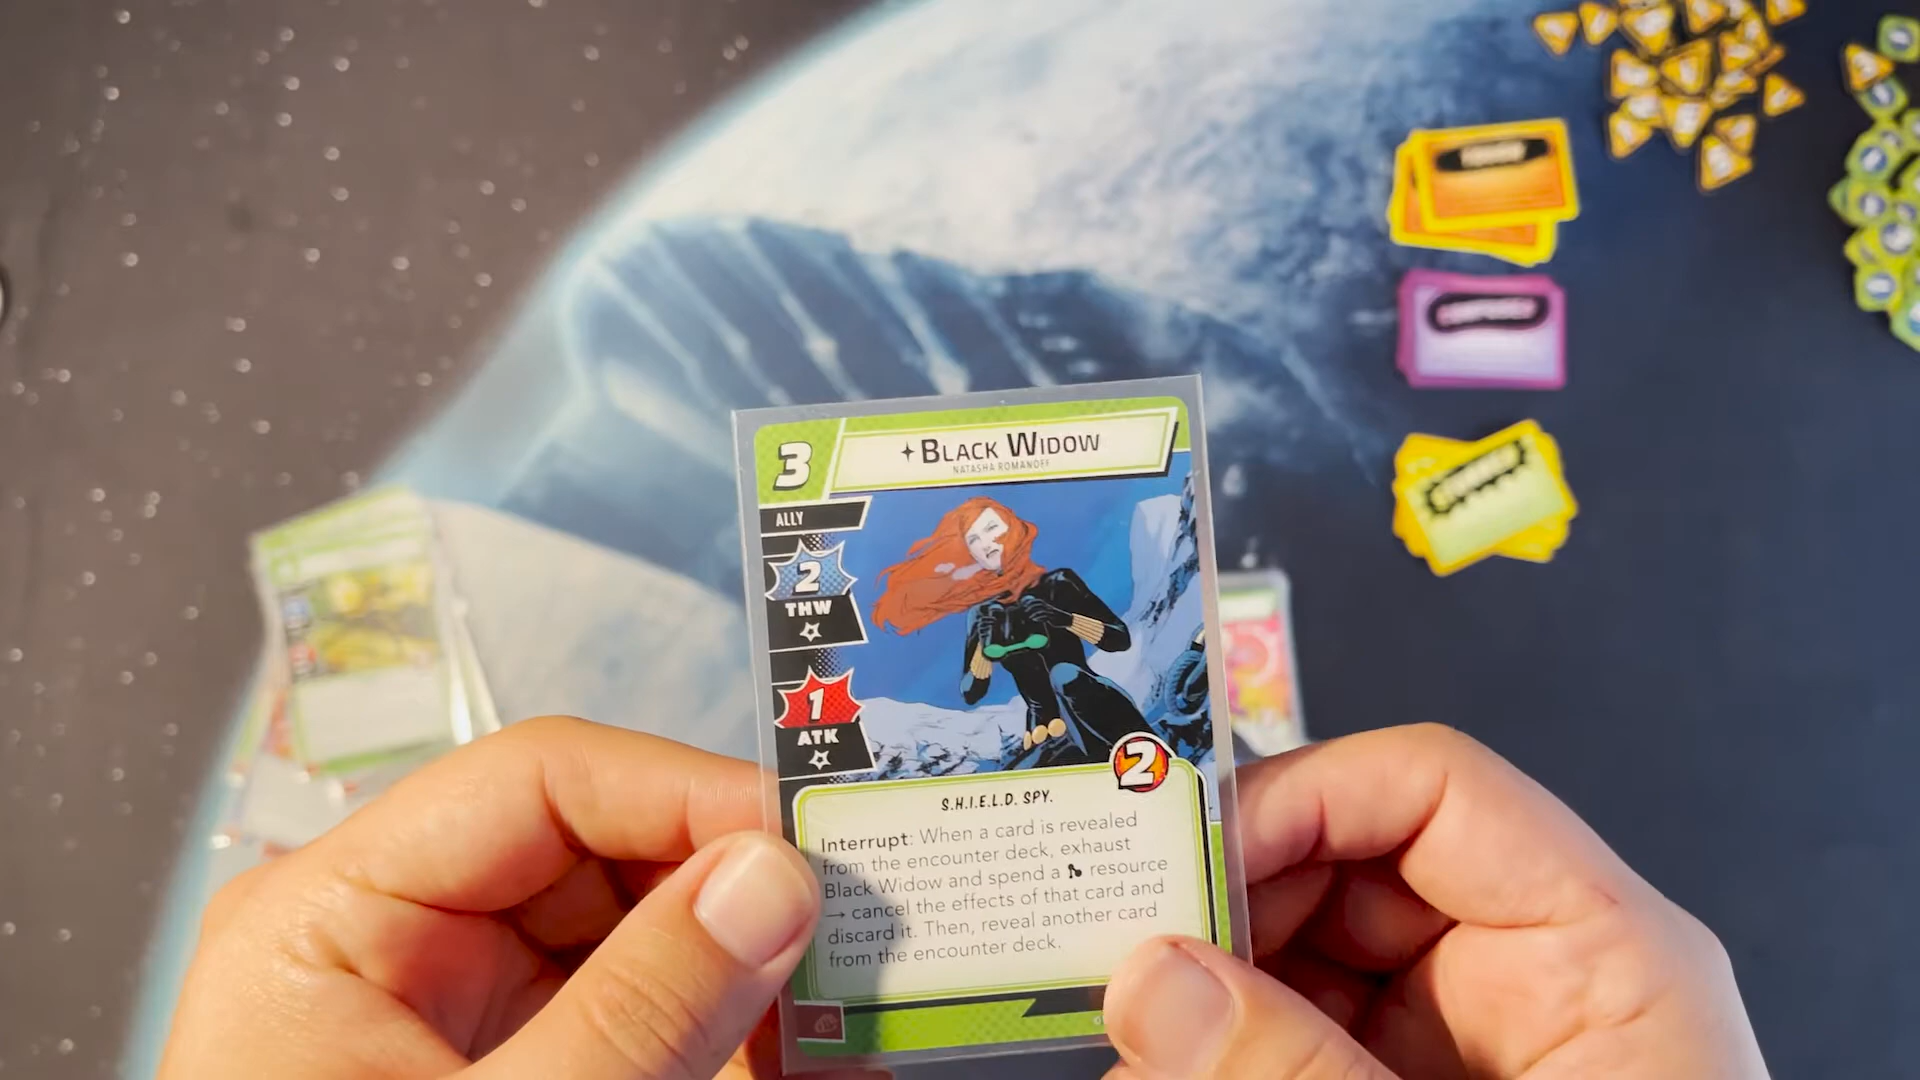 3
BLACK WIDOW
NATASHA ROMANOFF
ALLY
2
THW
1
ATK
2
S.H.I.E.L.D. SPY.
Interrupt: When a card is revealed
from the encounter deck, exhaust
Black Widow and spend a resource
→ cancel the effects of that card and
discard it. Then, reveal another card
from the encounter deck.
TOUGH
STUNNED